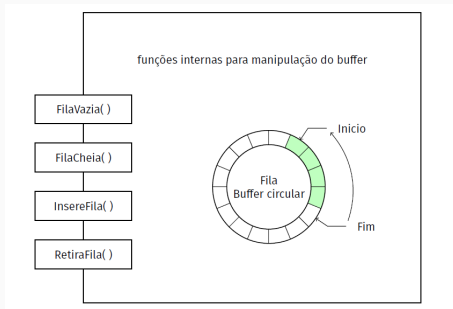 funções internas para manipulação do buffer
FilaVazia( )
FilaCheia( )
InsereFila( )
RetiraFila( )
Inicio
Fila
Buffer circular
Fim